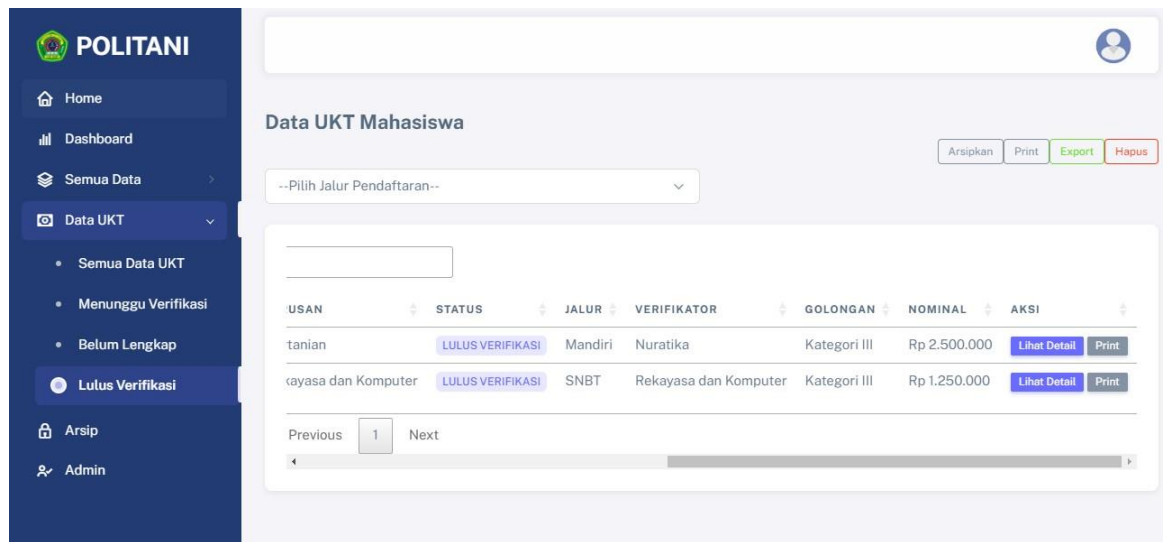 POLITANI
Home
Dashboard
Semua Data
Data UKT
Semua Data UKT
Menunggu Verifikasi
Belum Lengkap
Lulus Verifikasi
Arsip
Admin
Data UKT Mahasiswa
Arsipkan Print Export Hapus
--Pilih Jalur Pendaftaran--
USAN STATUS JALUR VERIFIKATOR GOLONGAN NOMINAL AKSI
tanian LULUS VERIFIKASI Mandiri Nuratika Kategori III Rp 2.500.000 Lihat Detail Print
kayasa dan Komputer LULUS VERIFIKASI SNBT Rekayasa dan Komputer Kategori III Rp 1.250.000 Lihat Detail Print
Previous 1 Next